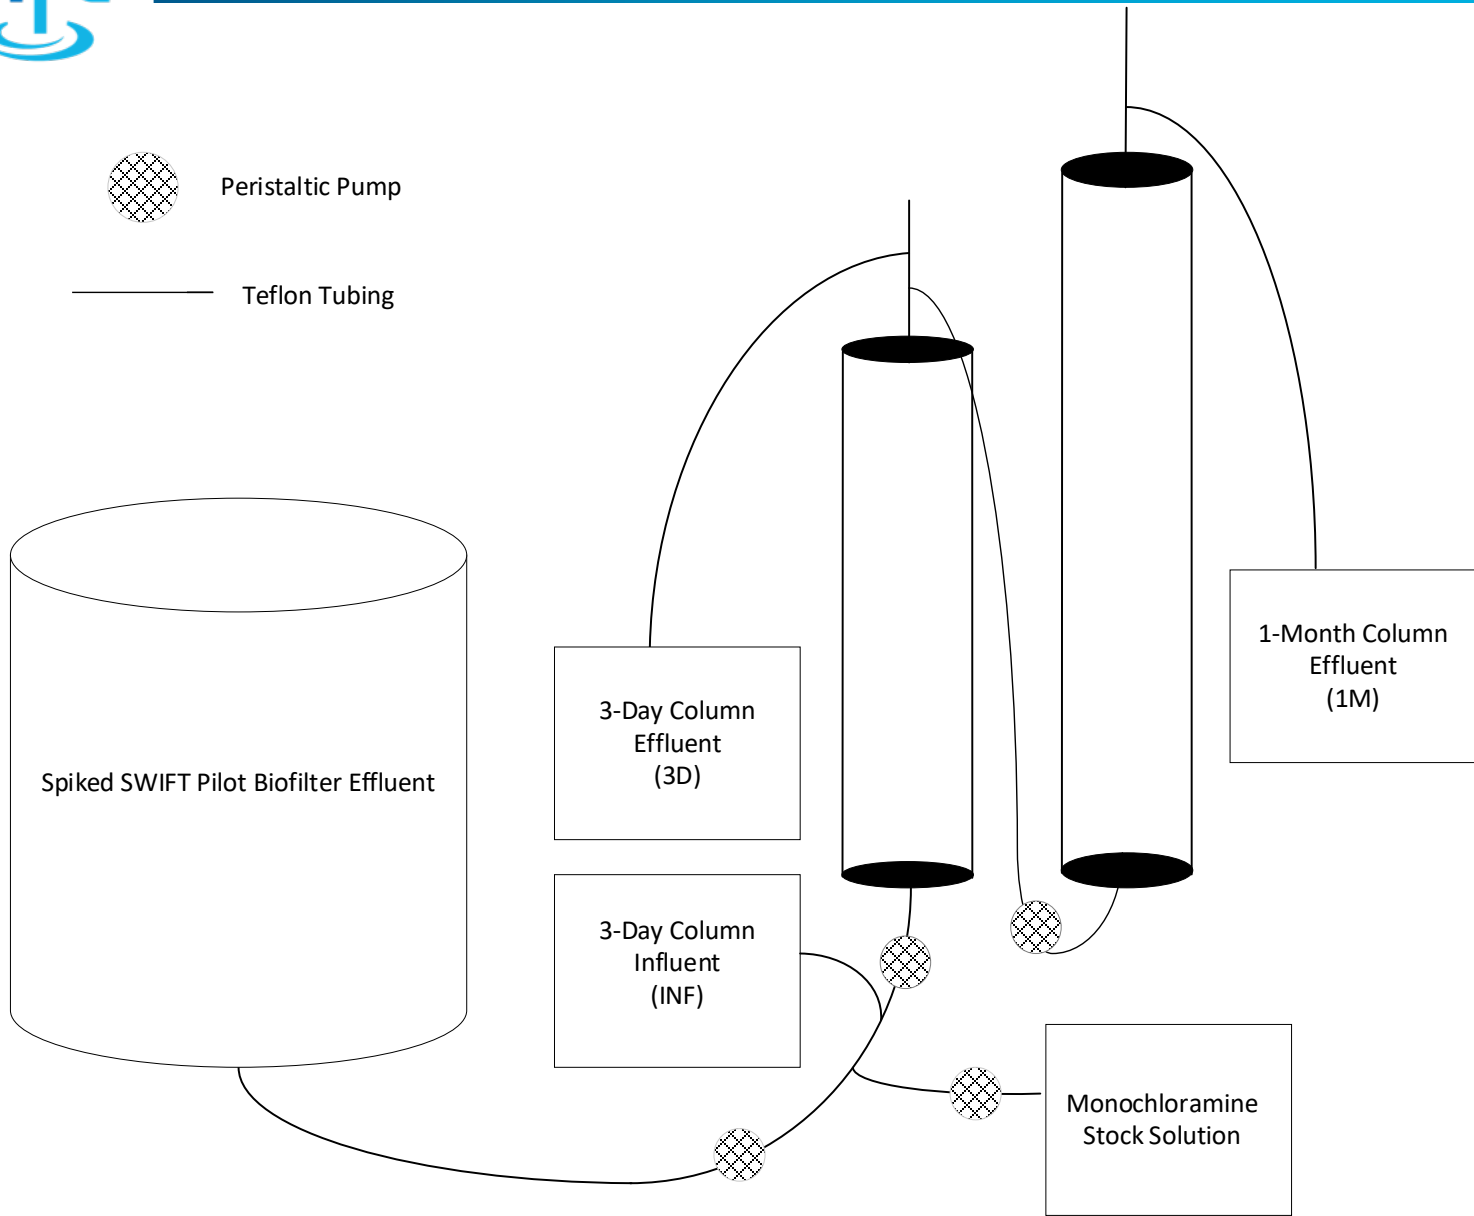 Peristaltic Pump
Teflon Tubing
Spiked SWIFT Pilot Biofilter Effluent
3-Day Column
Effluent
(3D)
3-Day Column
Influent
(INF)
1-Month Column
Effluent
(1M)
Monochloramine
Stock Solution